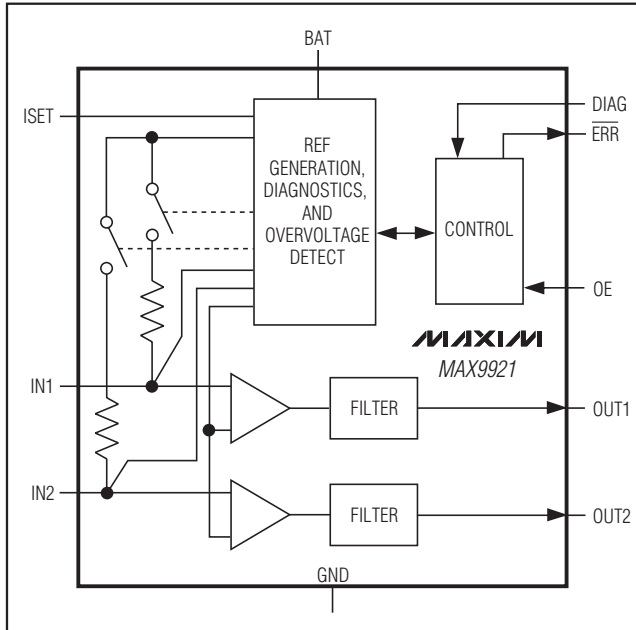 BAT
ISET
REF
GENERATION,
DIAGNOSTICS,
AND
OVERVOLTAGE
DETECT
DIAG
ERR
CONTROL
OE
MAXIM
MAX9921
IN1
FILTER
OUT1
IN2
FILTER
OUT2
GND